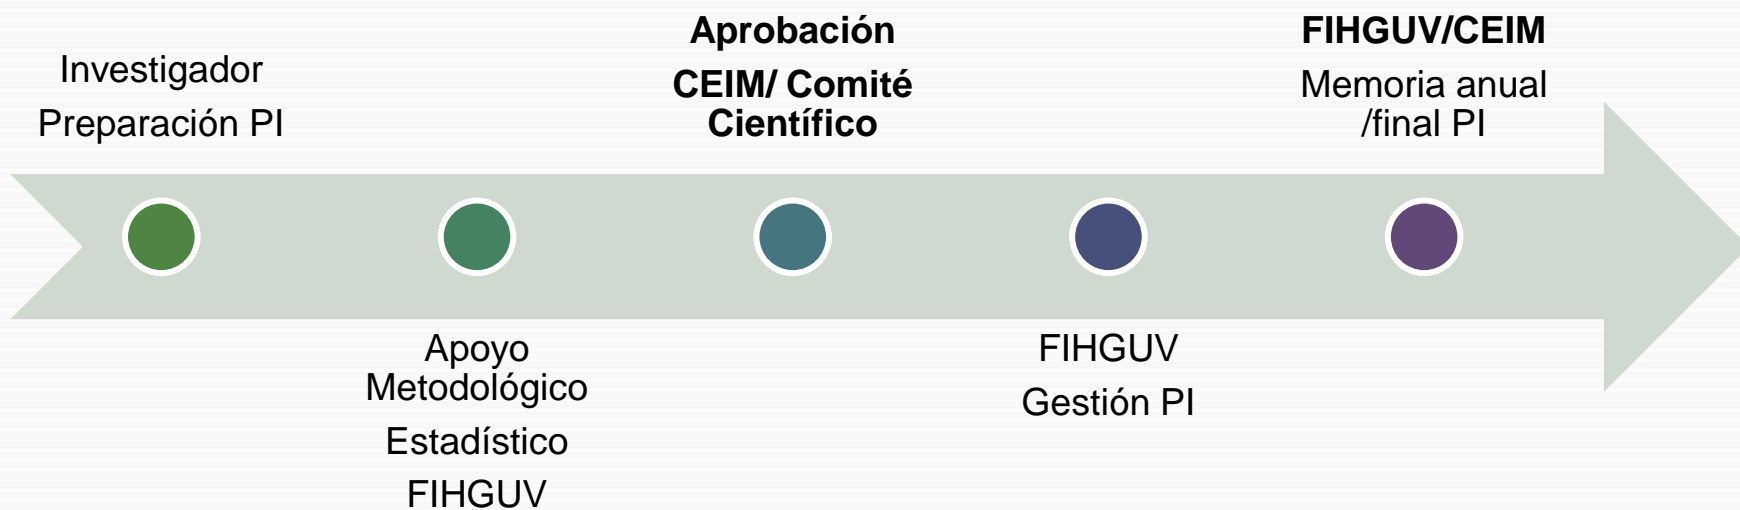 Investigador
Preparación PI
Apoyo
Metodológico
Estadístico
FIHGUV
Aprobación
CEIM/ Comité
Científico
FIHGUV
Gestión PI
FIHGUV/CEIM
Memoria anual
/final PI